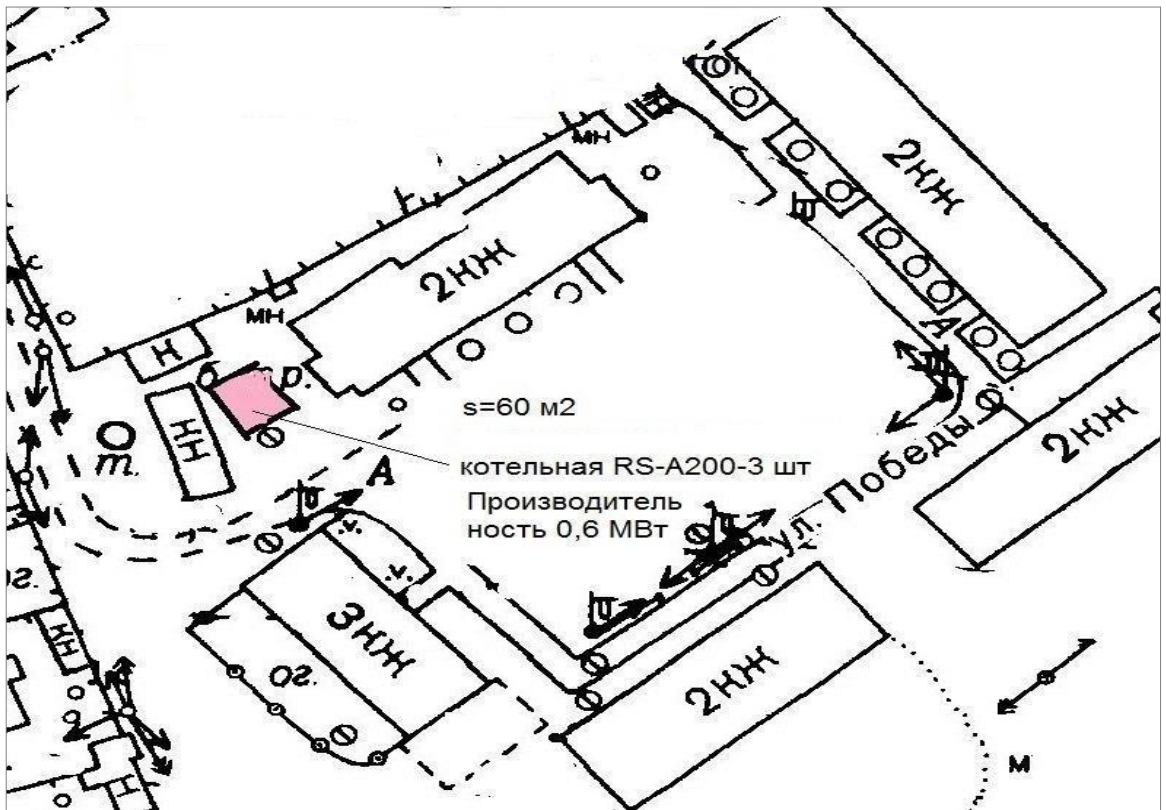 2кж
мн
2кж
мн
А
Н
б р.
s=60 м2
кн
т.
котельная RS-A200-3 шт
А
Производитель
ность 0,6 МВт
ул. Победы
2кж
ог.
кн
3кж
ог.
2кж
м
Н